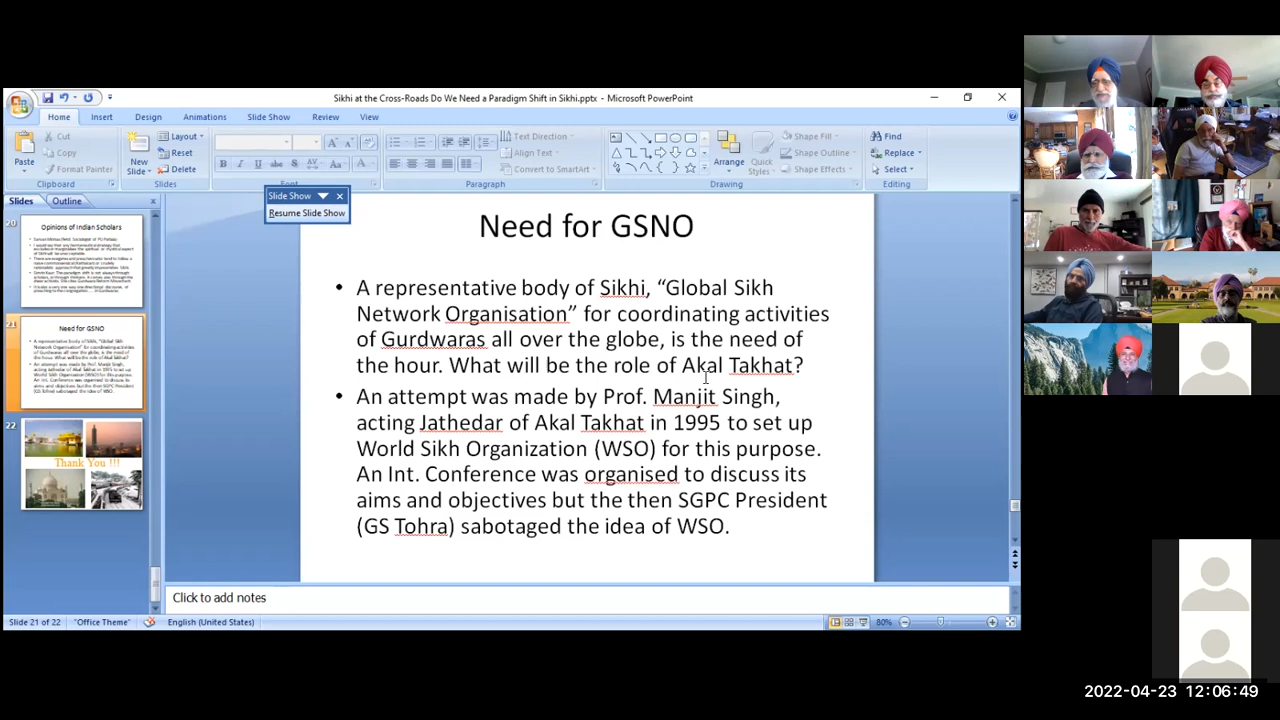 Sikhi at the Cross-Roads Do We Need a Paradigm Shift in Sikhi.pptx - Microsoft PowerPoint
Home Insert Design Animations Slide Show Review View
Paste
Cut
Copy
Format Painter
Clipboard
New Slide
Layout
Reset
Delete
Slides
Font
Paragraph
Text Direction
Align Text
Convert to SmartArt
Arrange
Quick Styles
Shape Fill
Shape Outline
Shape Effects
Drawing
Find
Replace
Select
Editing
Slide Show
Resume Slide Show
Slides Outline
20
Opinions of Indian Scholars
21
Need for GSNO
22
Thank You !!!
Need for GSNO
• A representative body of Sikhi, “Global Sikh
Network Organisation” for coordinating activities
of Gurdwaras all over the globe, is the need of
the hour. What will be the role of Akal Takhat?
• An attempt was made by Prof. Manjit Singh,
acting Jathedar of Akal Takhat in 1995 to set up
World Sikh Organization (WSO) for this purpose.
An Int. Conference was organised to discuss its
aims and objectives but the then SGPC President
(GS Tohra) sabotaged the idea of WSO.
Click to add notes
Slide 21 of 22 "Office Theme" English (United States) 80%
2022-04-23 12:06:49